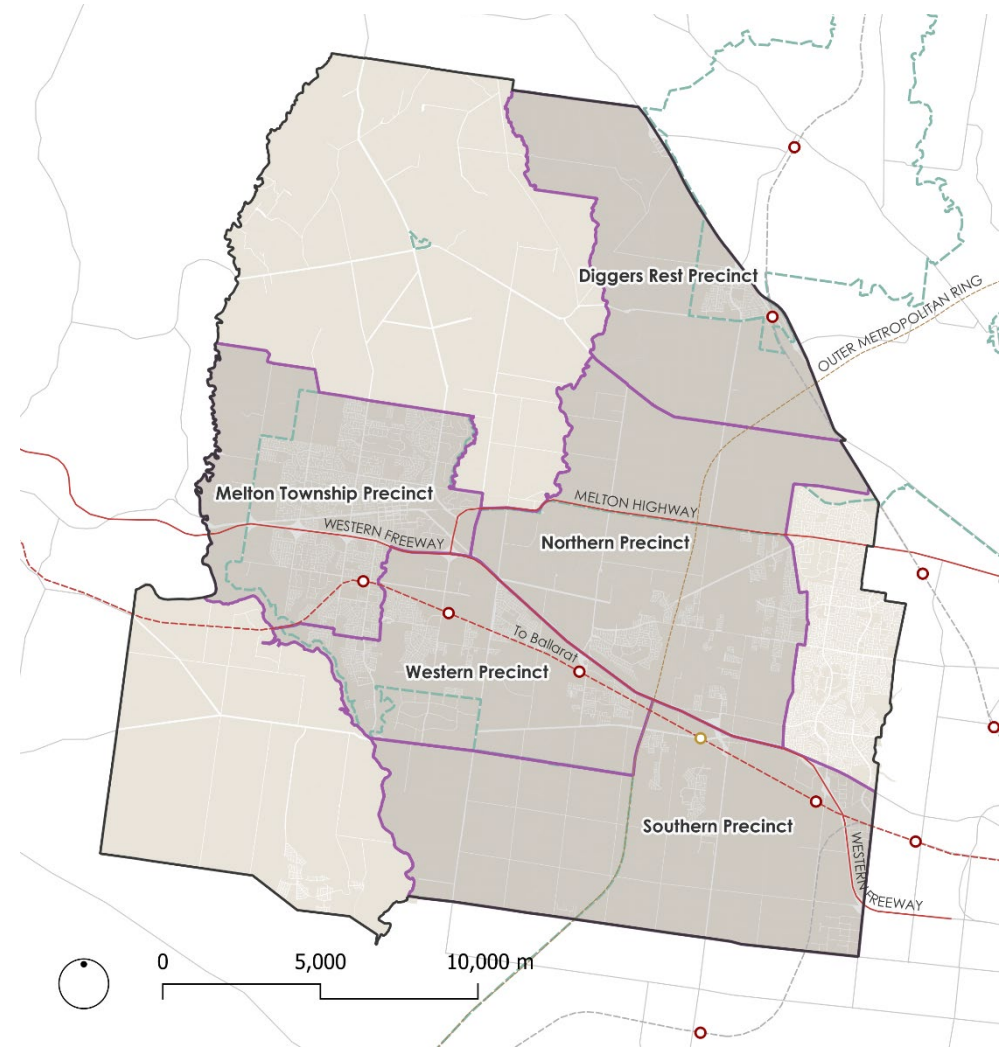 Diggers Rest Precinct
OUTER METROPOLITAN RING
Melton Township Precinct
MELTON HIGHWAY
WESTERN FREEWAY
Northern Precinct
To Ballarat
Western Precinct
Southern Precinct
WESTERN FREEWAY
0 5,000 10,000 m